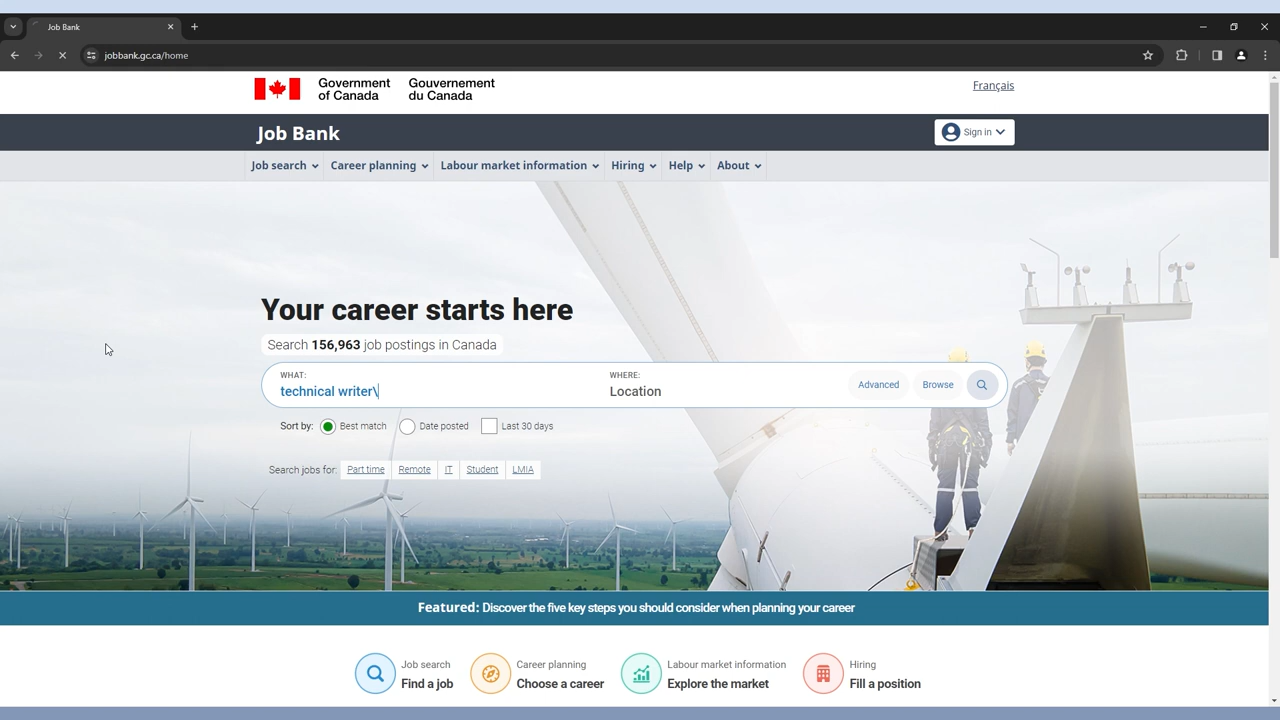 Job Bank
jobbank.gc.ca/home
Government of Canada
Gouvernement du Canada
Français
Job Bank
Sign in
Job search
Career planning
Labour market information
Hiring
Help
About
Your career starts here
Search 156,963 job postings in Canada
WHAT:
technical writer\
WHERE:
Location
Advanced
Browse
Sort by:
Best match
Date posted
Last 30 days
Search jobs for:
Part time
Remote
IT
Student
LMIA
Featured: Discover the five key steps you should consider when planning your career
Job search
Find a job
Career planning
Choose a career
Labour market information
Explore the market
Hiring
Fill a position